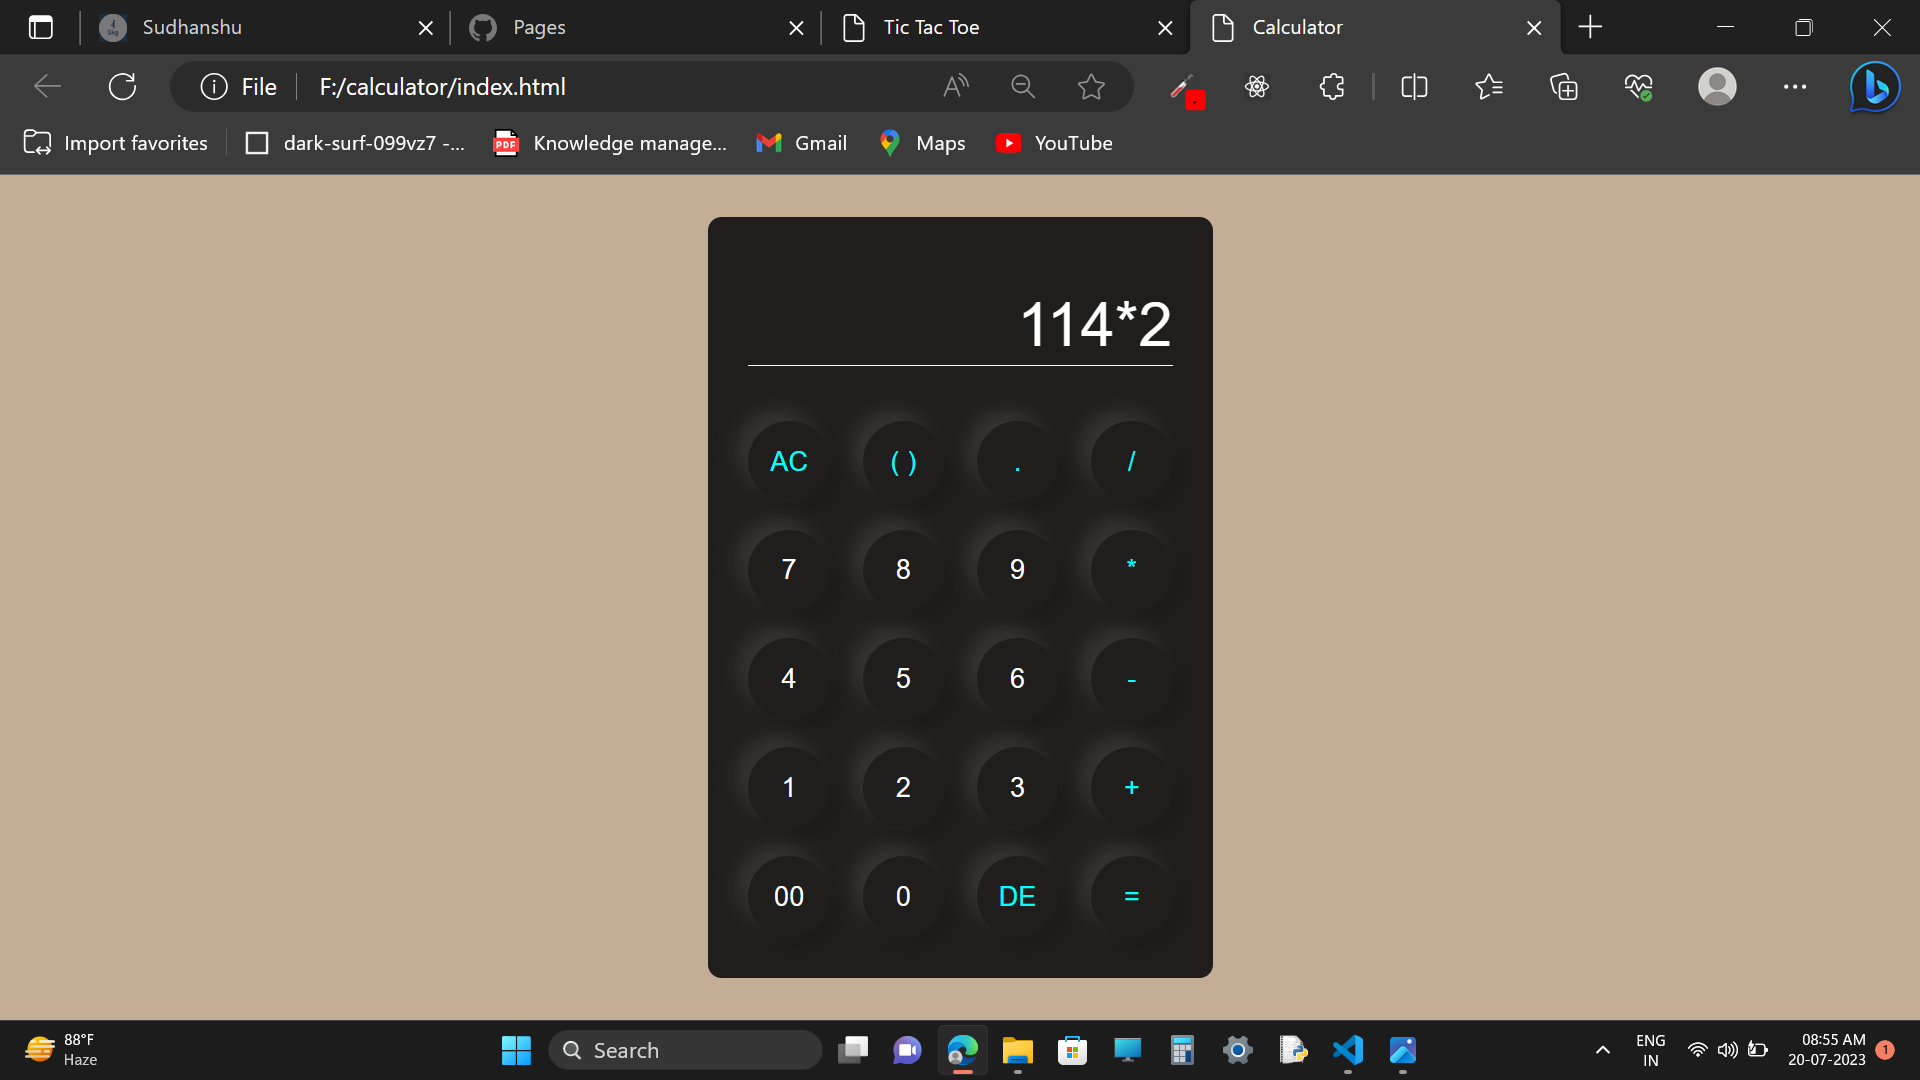 Sudhanshu
Pages
Tic Tac Toe
Calculator
File
F:/calculator/index.html
Import favorites
dark-surf-099vz7 -...
PDF
Knowledge manage...
Gmail
Maps
YouTube
114*2
AC ( ) . /
7 8 9 *
4 5 6 -
1 2 3 +
00 0 DE =
88°F
Haze
Search
ENG
IN
08:55 AM
20-07-2023
1